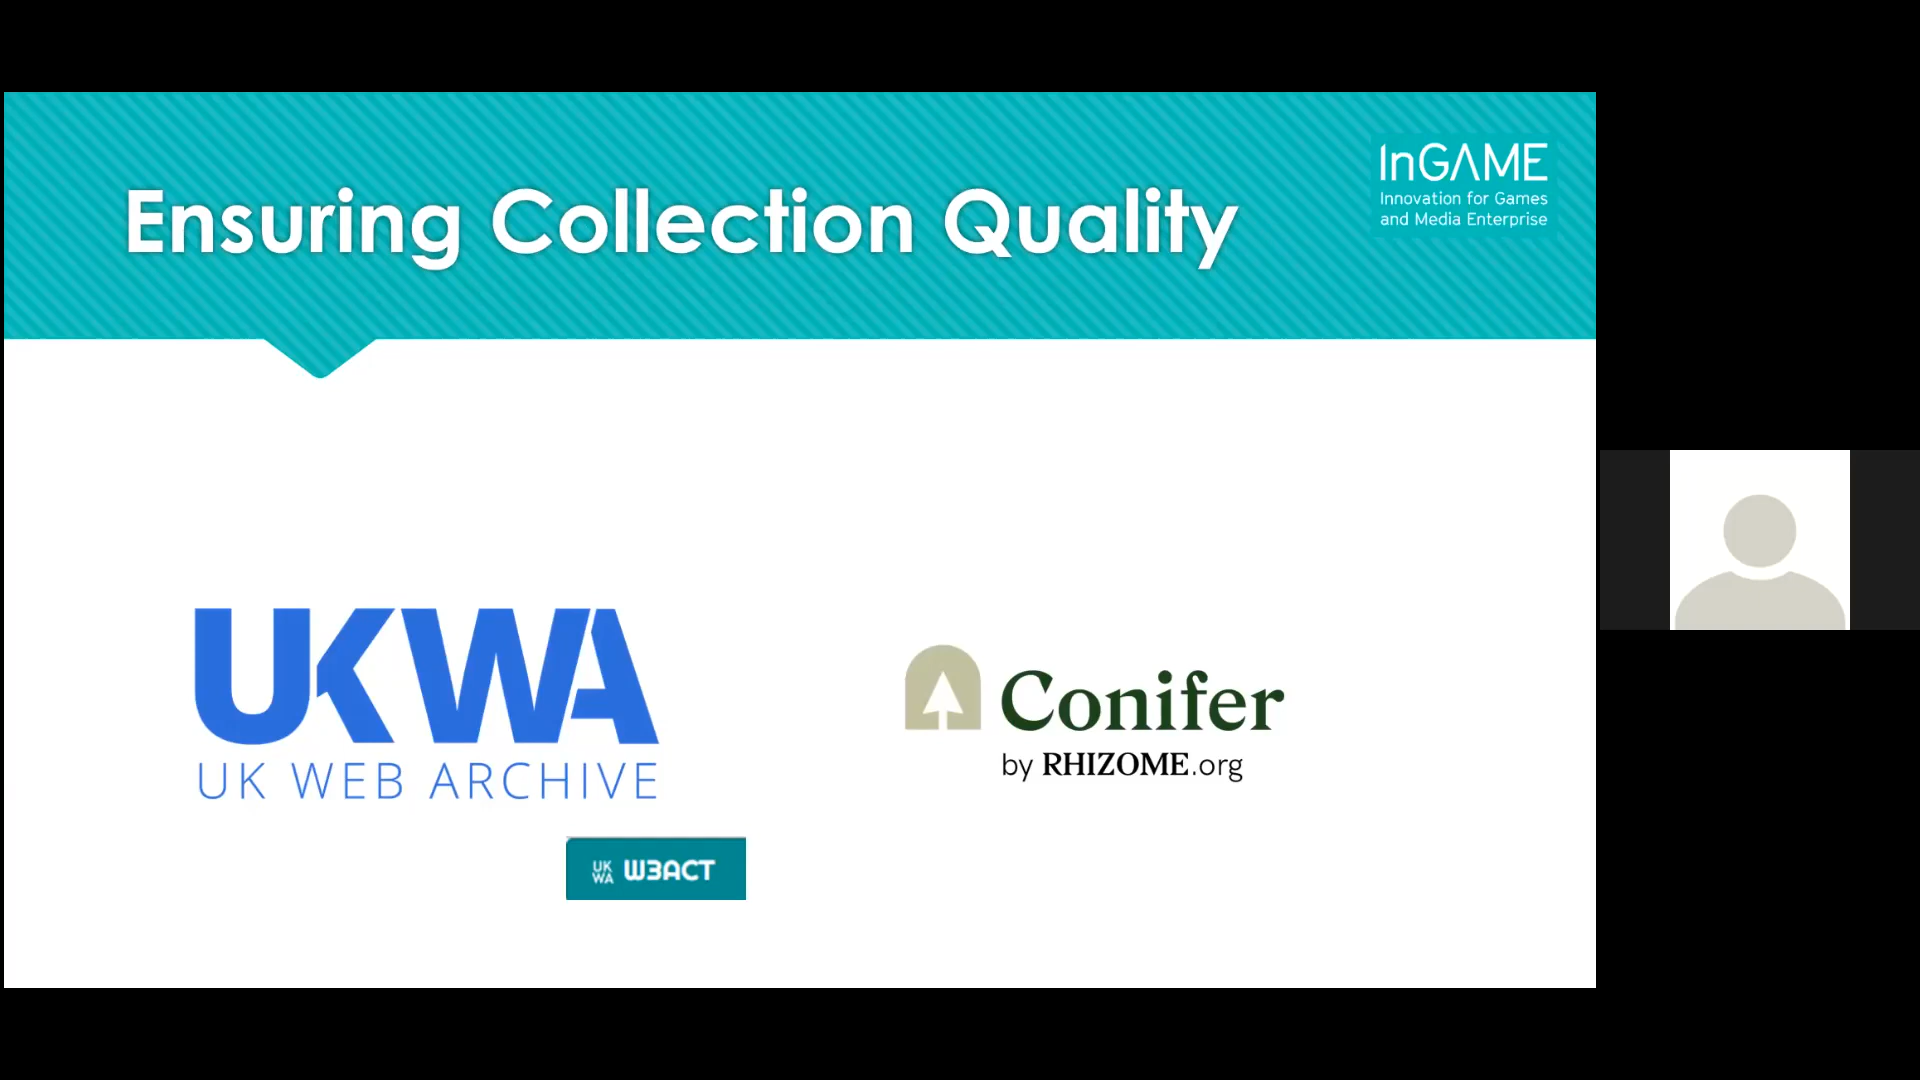 Ensuring Collection Quality
InGAME
Innovation for Games
and Media Enterprise
UKWA
UK WEB ARCHIVE
UK
WA
W3ACT
Conifer
by RHIZOME.org